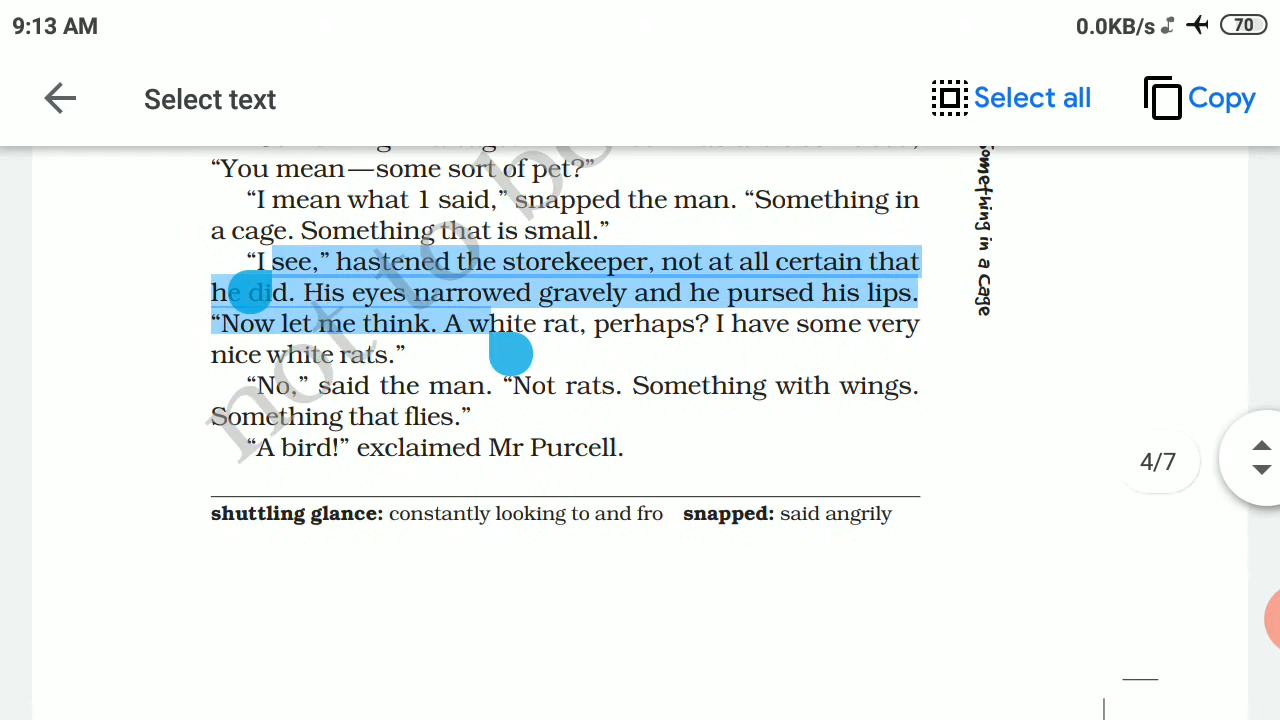 9:13 AM
0.0KB/s
70
Select text
Select all
Copy
“You mean—some sort of pet?”
“I mean what 1 said,” snapped the man. “Something in
a cage. Something that is small.”
“I see,” hastened the storekeeper, not at all certain that
he did. His eyes narrowed gravely and he pursed his lips.
“Now let me think. A white rat, perhaps? I have some very
nice white rats.”
“No,” said the man. “Not rats. Something with wings.
Something that flies.”
“A bird!” exclaimed Mr Purcell.
shuttling glance: constantly looking to and fro snapped: said angrily
Something in a Cage
4/7
not to be